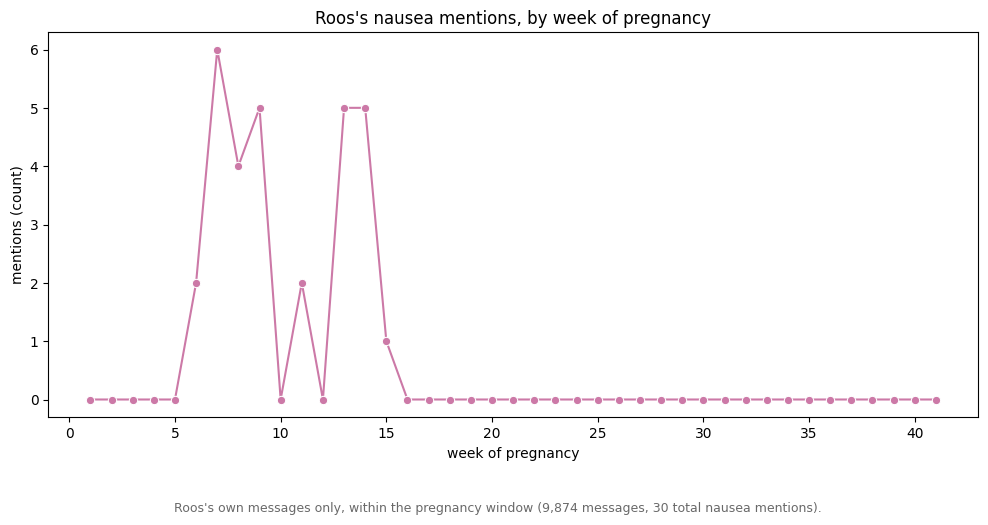 Roos's nausea mentions, by week of pregnancy
mentions (count)
6
5
4
3
2
1
0
0 5 10 15 20 25 30 35 40
week of pregnancy
Roos's own messages only, within the pregnancy window (9,874 messages, 30 total nausea mentions).